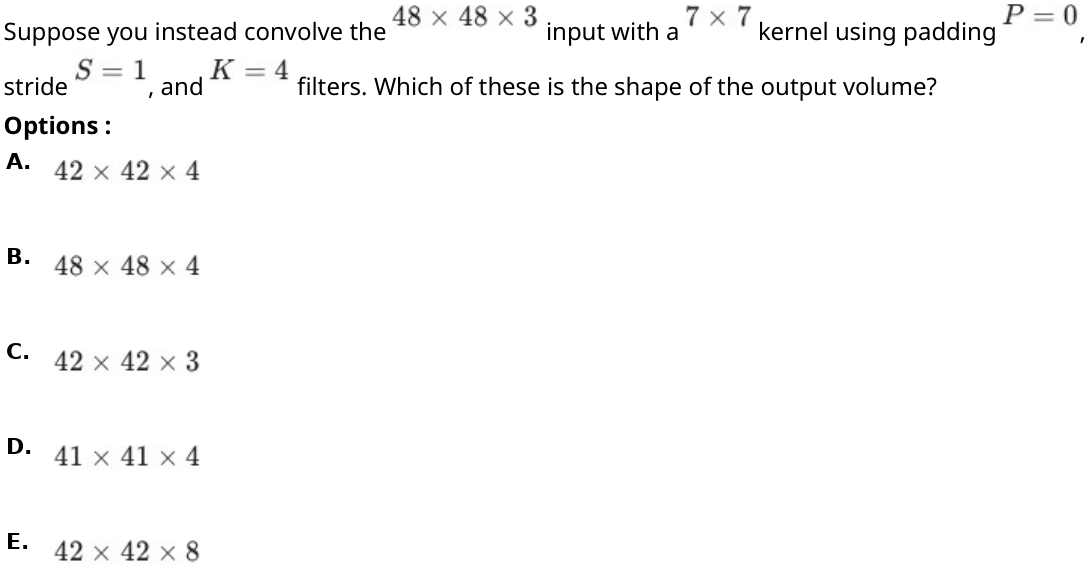 Suppose you instead convolve the 48 × 48 × 3 input with a 7 × 7 kernel using padding P = 0,
stride S = 1, and K = 4 filters. Which of these is the shape of the output volume?
Options :
A. 42 × 42 × 4
B. 48 × 48 × 4
C. 42 × 42 × 3
D. 41 × 41 × 4
E. 42 × 42 × 8